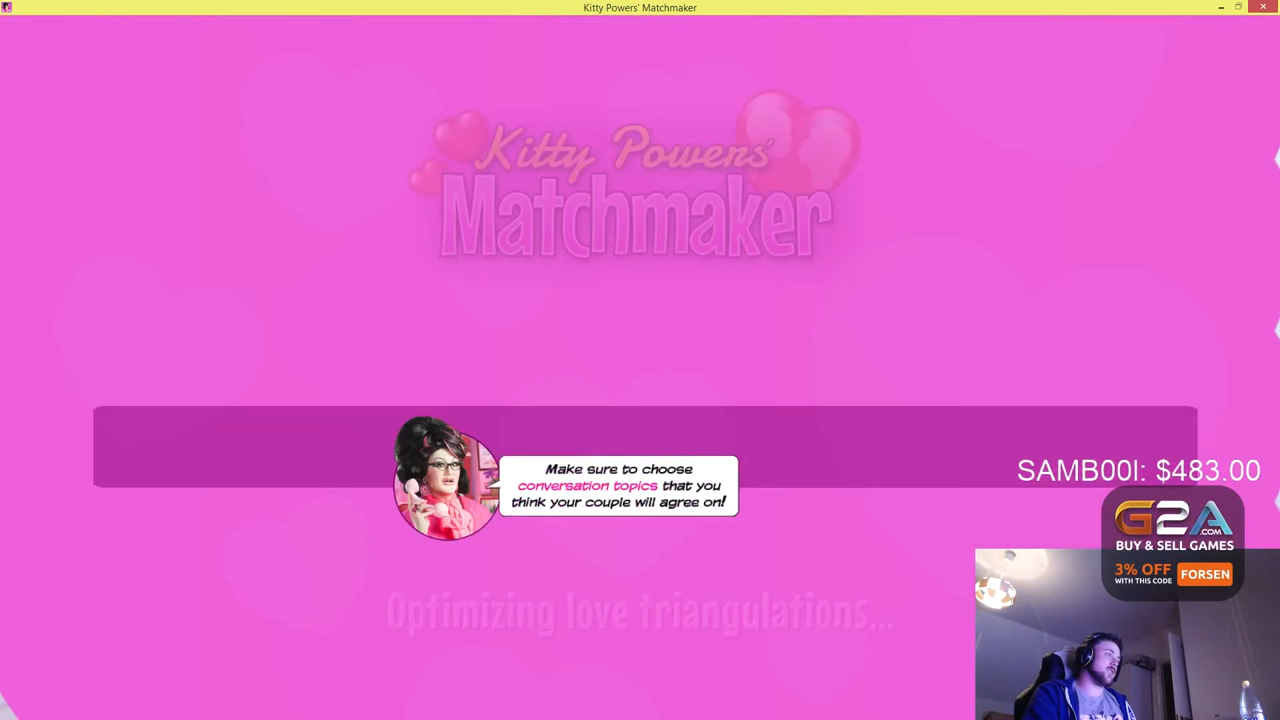 Kitty Powers' Matchmaker
Kitty Powers'
Matchmaker
Make sure to choose
conversation topics that you
think your couple will agree on!
SAMB00I: $483.00
G2A
.COM
BUY & SELL GAMES
3% OFF
WITH THIS CODE
FORSEN
Optimizing love triangulations...